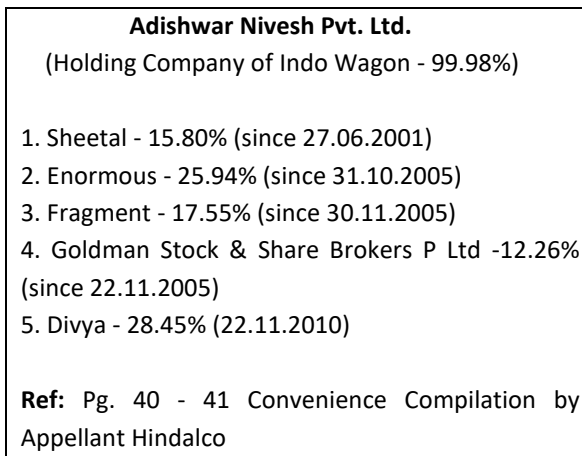 Adishwar Nivesh Pvt. Ltd.
(Holding Company of Indo Wagon - 99.98%)
1. Sheetal - 15.80% (since 27.06.2001)
2. Enormous - 25.94% (since 31.10.2005)
3. Fragment - 17.55% (since 30.11.2005)
4. Goldman Stock & Share Brokers P Ltd -12.26%
(since 22.11.2005)
5. Divya - 28.45% (22.11.2010)
Ref: Pg. 40 - 41 Convenience Compilation by
Appellant Hindalco